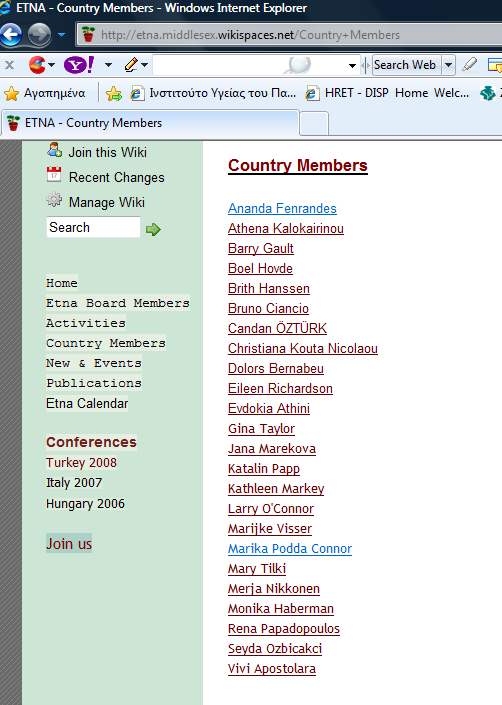 ETNA - Country Members - Windows Internet Explorer
http://etna.middlesex.wikispaces.net/Country+Members
Y! Search Web
Αγαπημένα Ινστιτούτο Υγείας του Πα... HRET - DISP Home Welc...
ETNA - Country Members
Join this Wiki
Recent Changes
Manage Wiki
Search
Home
Etna Board Members
Activities
Country Members
New & Events
Publications
Etna Calendar
Conferences
Turkey 2008
Italy 2007
Hungary 2006
Join us
Country Members
Ananda Fenrandes
Athena Kalokairinou
Barry Gault
Boel Hovde
Brith Hanssen
Bruno Ciancio
Candan ÖZTÜRK
Christiana Kouta Nicolaou
Dolors Bernabeu
Eileen Richardson
Evdokia Athini
Gina Taylor
Jana Marekova
Katalin Papp
Kathleen Markey
Larry O'Connor
Marijke Visser
Marika Podda Connor
Mary Tilki
Merja Nikkonen
Monika Haberman
Rena Papadopoulos
Seyda Ozbicakci
Vivi Apostolara